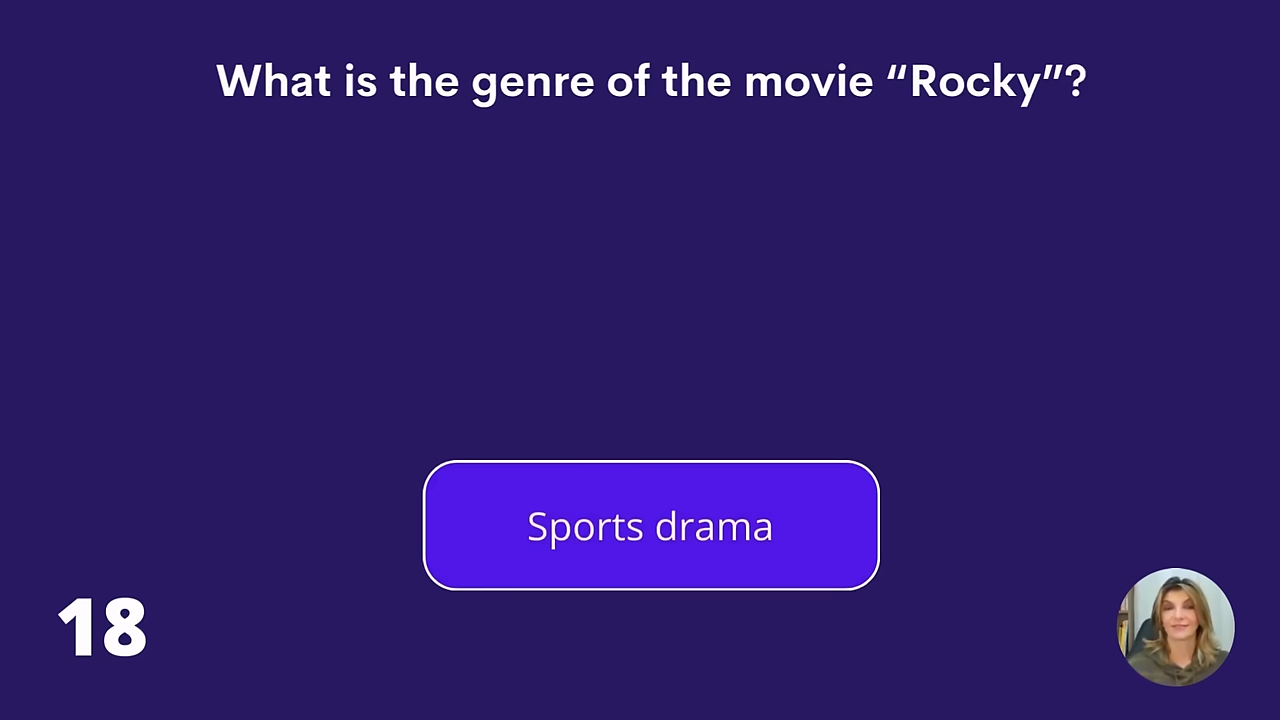 What is the genre of the movie “Rocky”?
Sports drama
18